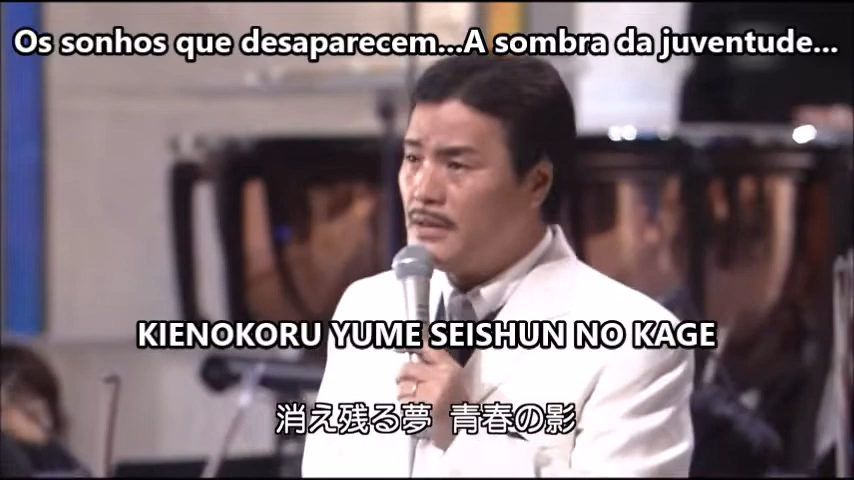 Os sonhos que desaparecem...A sombra da juventude...
KIENOKORU YUME SEISHUN NO KAGE
消え残る夢 青春の影